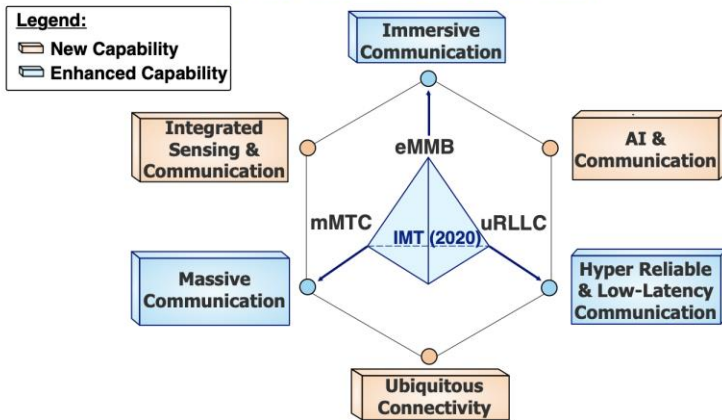 Legend:
New Capability
Enhanced Capability
Immersive
Communication
Integrated
Sensing &
Communication
AI &
Communication
eMMB
mMTC
uRLLC
IMT (2020)
Massive
Communication
Hyper Reliable
& Low-Latency
Communication
Ubiquitous
Connectivity